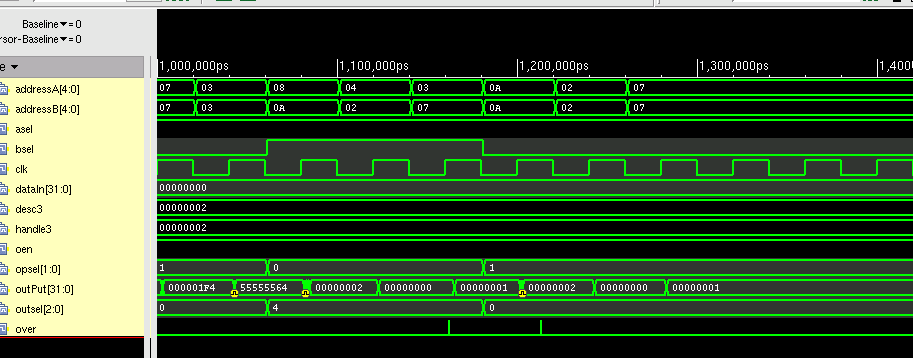 Baseline▼= 0
rsor-Baseline▼= 0
e ▼
1,000,000ps 1,100,000ps 1,200,000ps 1,300,000ps 1,4000
addressA[4:0] 07 03 08 04 03 0A 02 07
addressB[4:0] 07 03 0A 02 07 0A 02 07
asel
bsel
clk
dataIn[31:0] 00000000
desc3 00000002
handle3 00000002
oen
opsel[1:0] 1 0 1
outPut[31:0] 000001F4 55555564 00000002 00000000 00000001 00000002 00000000 00000001
outsel[2:0] 0 4 0
over